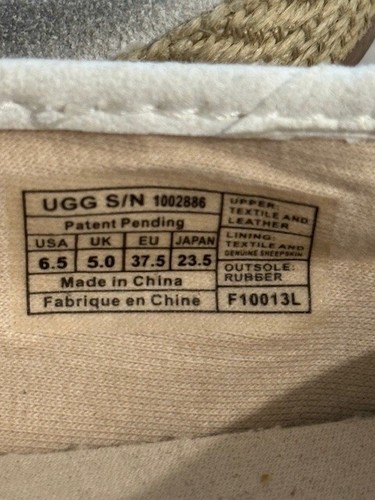 UGG S/N 1002886
Patent Pending
USA UK EU JAPAN
6.5 5.0 37.5 23.5
Made in China
Fabrique en Chine
UPPER:
TEXTILE AND
LEATHER
LINING:
TEXTILE AND
GENUINE SHEEPSKIN
OUTSOLE:
RUBBER
F10013L